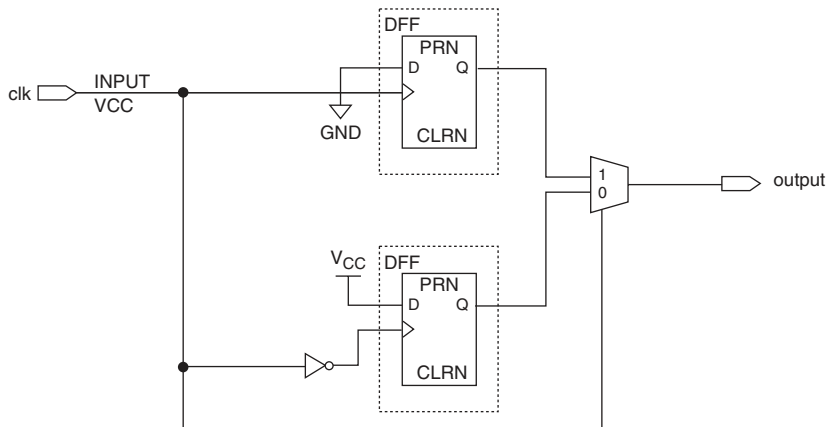 DFF
PRN
D Q
clk INPUT
VCC
GND
CLRN
1
0
output
VCC
DFF
PRN
D Q
CLRN